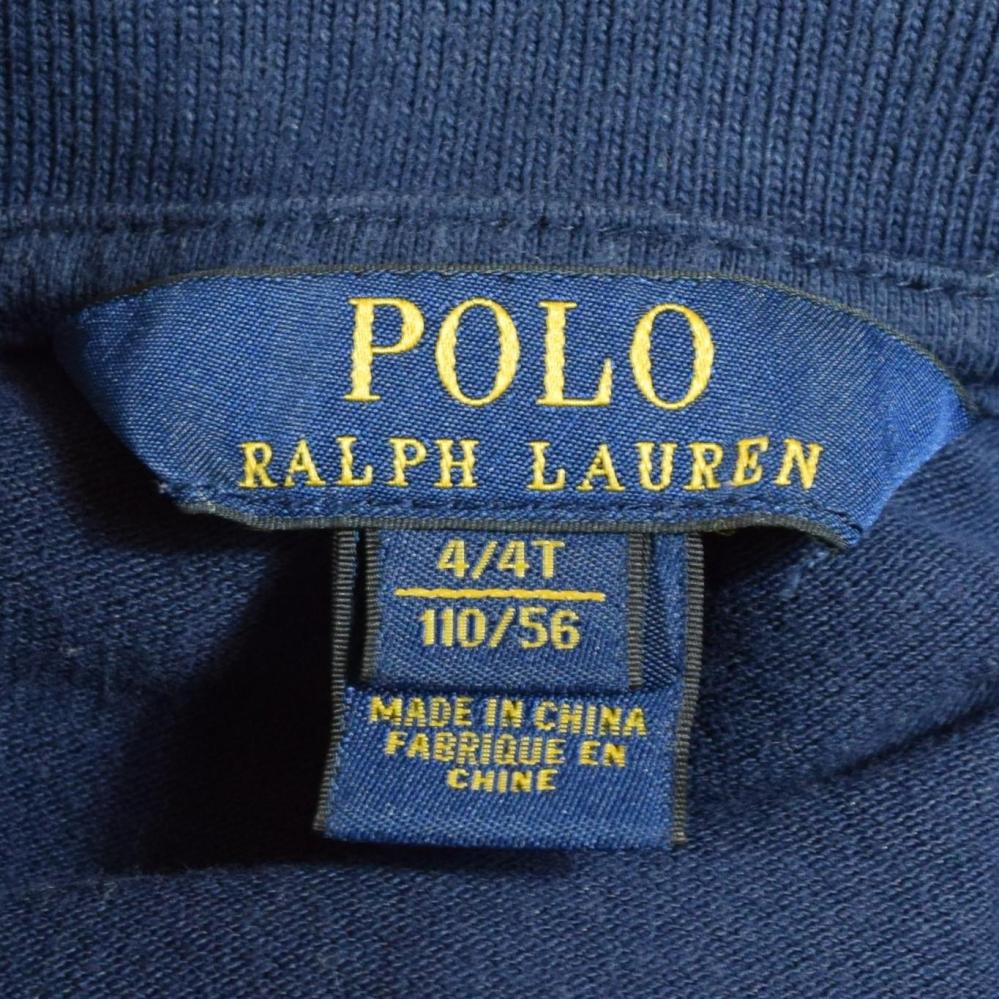 POLO
RALPH LAUREN
4/4T
110/56
MADE IN CHINA
FABRIQUE EN
CHINE